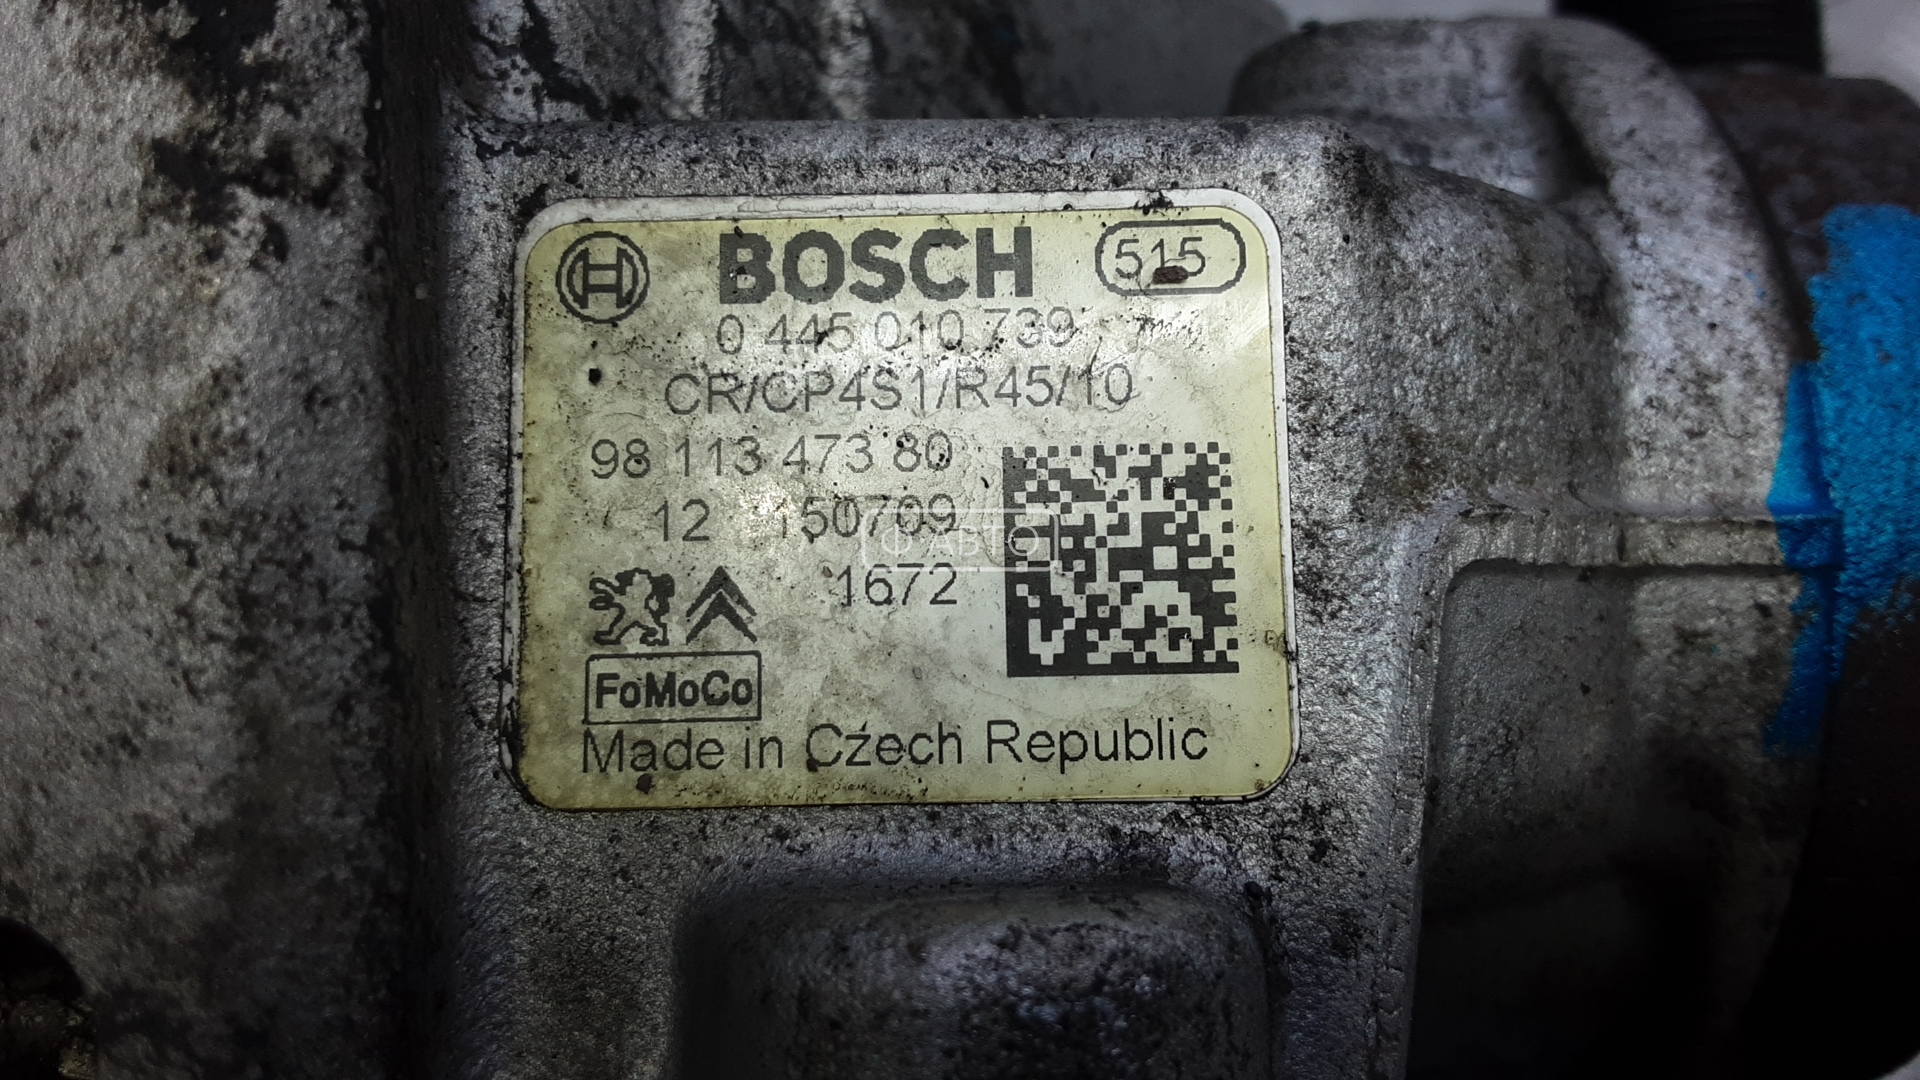 BOSCH 515
0 445 010 739
CR/CP4S1/R45/10
98 113 473 80
12 150709
Ф-АВТО
1672
FoMoCo
Made in Czech Republic